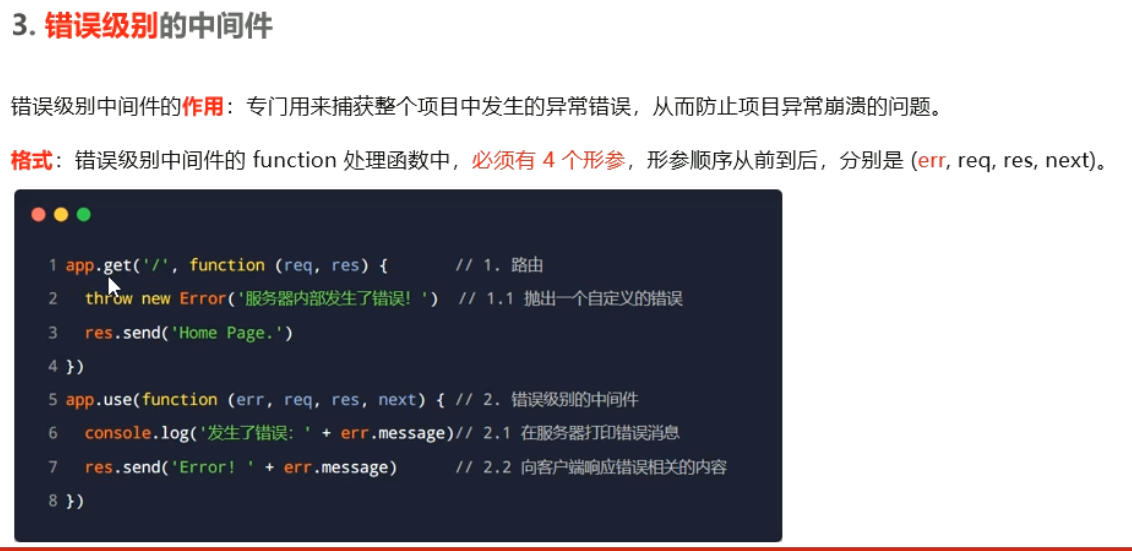 3. 错误级别的中间件
错误级别中间件的作用：专门用来捕获整个项目中发生的异常错误，从而防止项目异常崩溃的问题。
格式：错误级别中间件的 function 处理函数中，必须有 4 个形参，形参顺序从前到后，分别是 (err, req, res, next)。
1 app.get('/', function (req, res) { // 1. 路由
2 throw new Error('服务器内部发生了错误！') // 1.1 抛出一个自定义的错误
3 res.send('Home Page.')
4 })
5 app.use(function (err, req, res, next) { // 2. 错误级别的中间件
6 console.log('发生了错误：' + err.message)// 2.1 在服务器打印错误消息
7 res.send('Error! ' + err.message) // 2.2 向客户端响应错误相关的内容
8 })